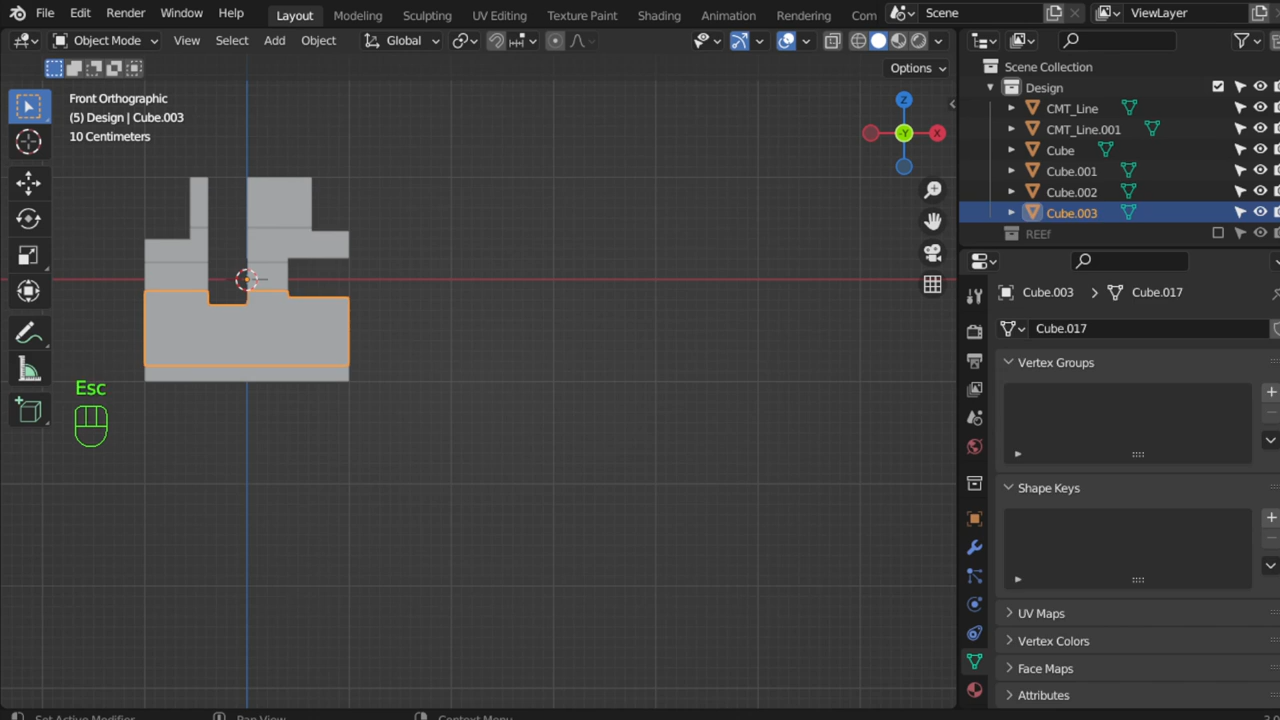 File Edit Render Window Help Layout Modeling Sculpting UV Editing Texture Paint Shading Animation Rendering Com Scene ViewLayer
Object Mode View Select Add Object Global
Options
Front Orthographic
(5) Design | Cube.003
10 Centimeters
Z
-Y
X
Esc
Scene Collection
Design
CMT_Line
CMT_Line.001
Cube
Cube.001
Cube.002
Cube.003
REEf
Cube.003 > Cube.017
Cube.017
Vertex Groups
Shape Keys
UV Maps
Vertex Colors
Face Maps
Attributes
Set Active Modifier Pan View Context Menu